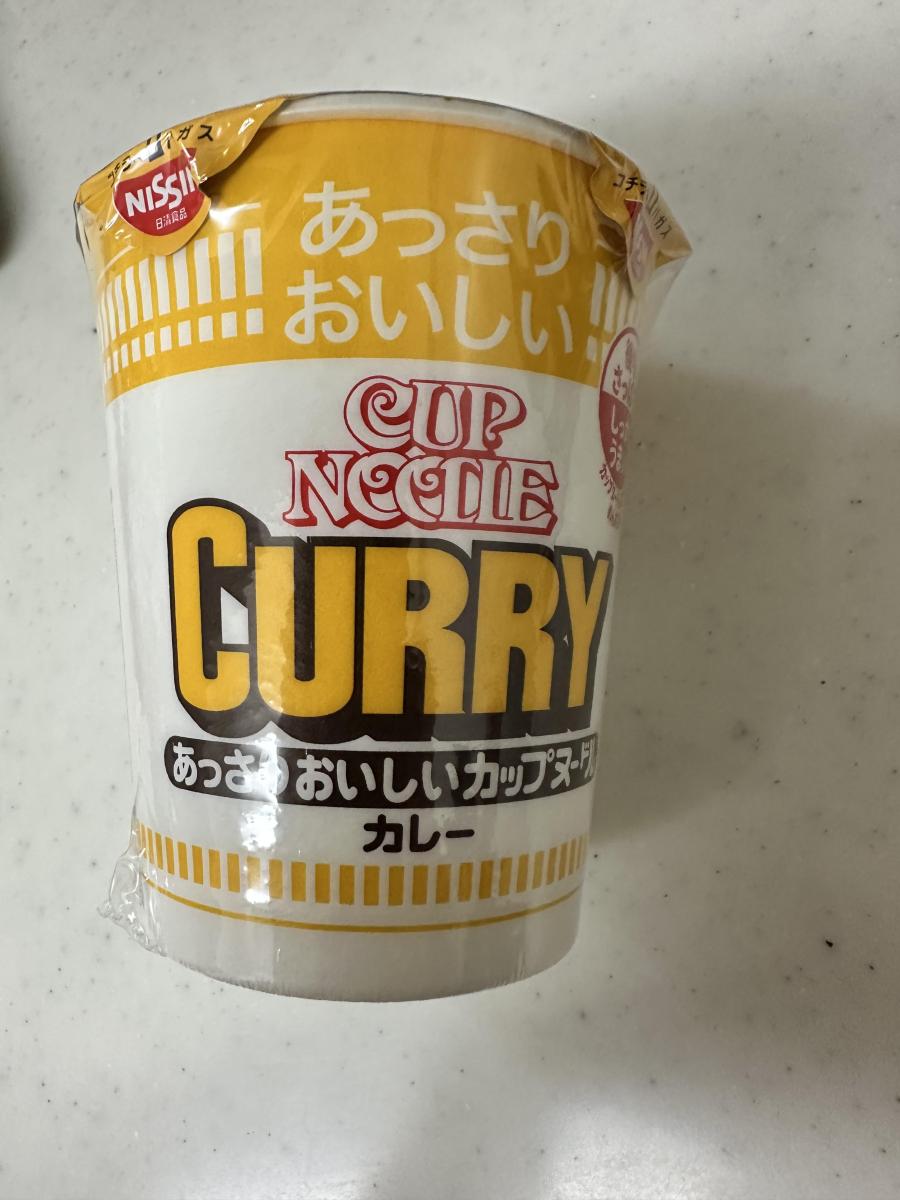 NISSIN
日清食品
あっさり
おいしい
CUP
NOODLE
CURRY
あっさりおいしいカップヌードル
カレー